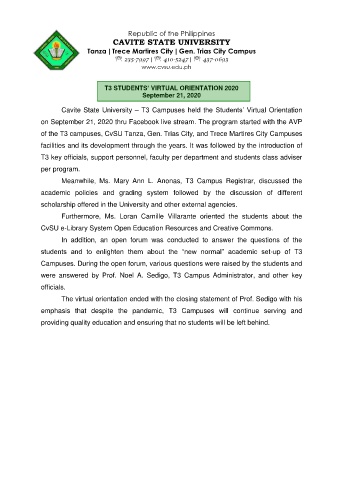 Republic of the Philippines
CAVITE STATE UNIVERSITY
Tanza | Trece Martires City | Gen. Trias City Campus
☏ 235-7997 | ☏ 410-5247 | ☏ 437-0693
www.cvsu.edu.ph
T3 STUDENTS' VIRTUAL ORIENTATION 2020
September 21, 2020
Cavite State University – T3 Campuses held the Students' Virtual Orientation
on September 21, 2020 thru Facebook live stream. The program started with the AVP
of the T3 campuses, CvSU Tanza, Gen. Trias City, and Trece Martires City Campuses
facilities and its development through the years. It was followed by the introduction of
T3 key officials, support personnel, faculty per department and students class adviser
per program.
Meanwhile, Ms. Mary Ann L. Anonas, T3 Campus Registrar, discussed the
academic policies and grading system followed by the discussion of different
scholarship offered in the University and other external agencies.
Furthermore, Ms. Loran Camille Villarante oriented the students about the
CvSU e-Library System Open Education Resources and Creative Commons.
In addition, an open forum was conducted to answer the questions of the
students and to enlighten them about the "new normal" academic set-up of T3
Campuses. During the open forum, various questions were raised by the students and
were answered by Prof. Noel A. Sedigo, T3 Campus Administrator, and other key
officials.
The virtual orientation ended with the closing statement of Prof. Sedigo with his
emphasis that despite the pandemic, T3 Campuses will continue serving and
providing quality education and ensuring that no students will be left behind.